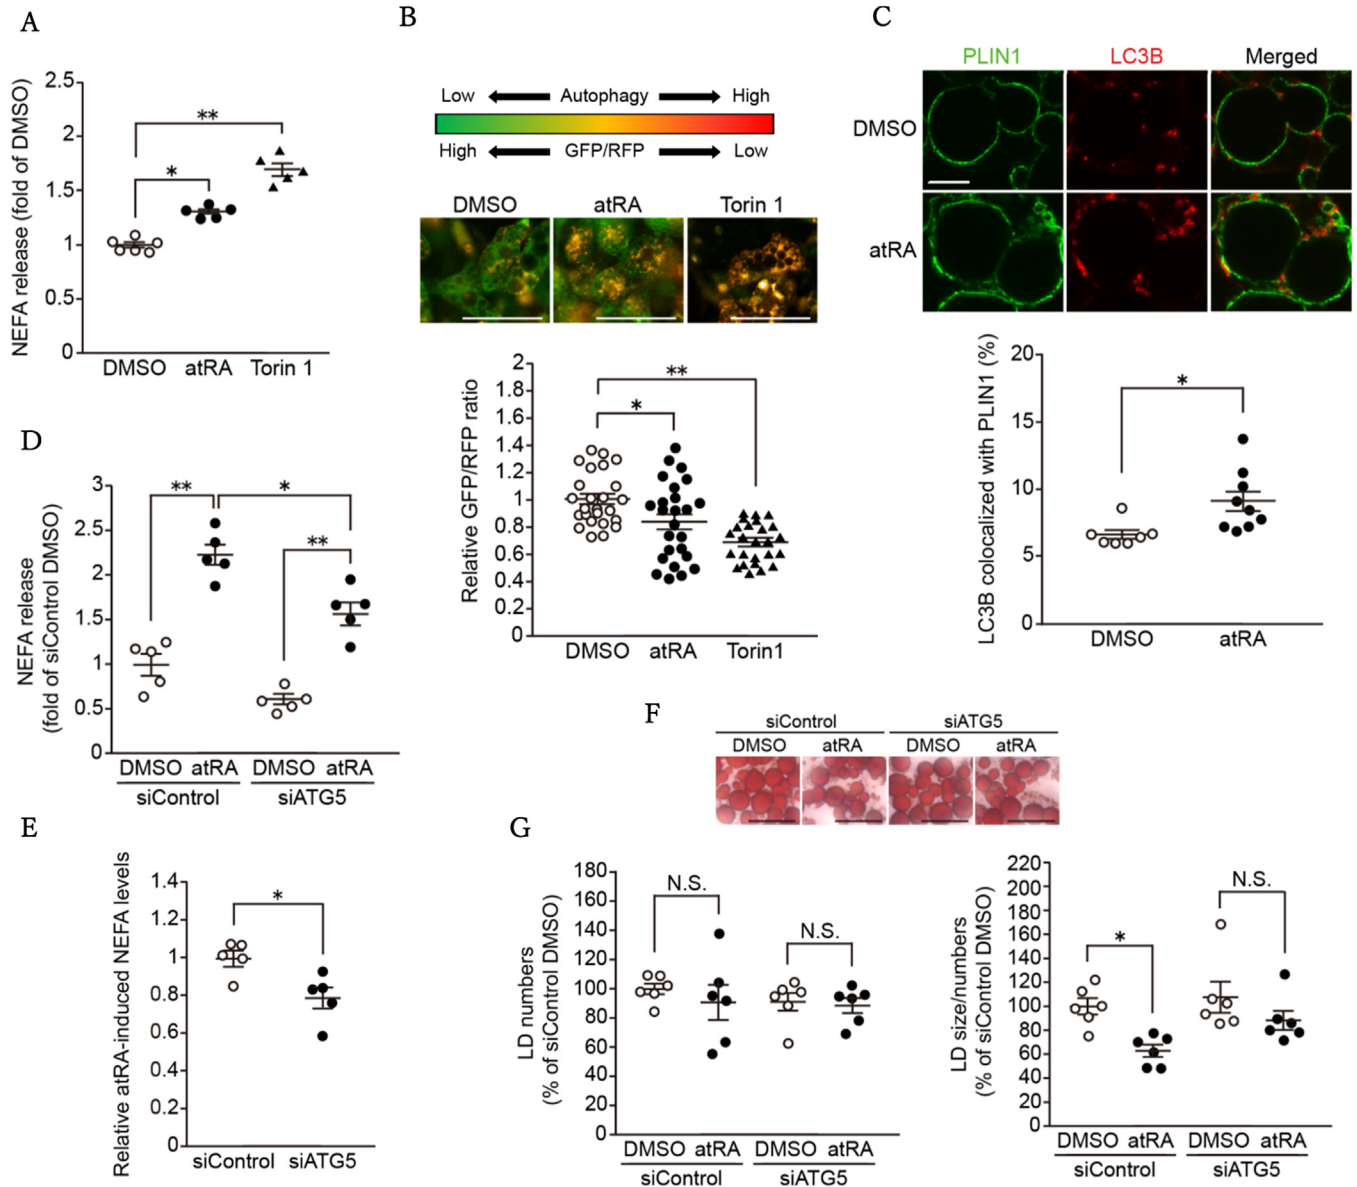 A
NEFA release (fold of DMSO)
2.5
2
1.5
1
0.5
0
**
*
DMSO atRA Torin 1
B
Low Autophagy High
High GFP/RFP Low
DMSO atRA Torin 1
Relative GFP/RFP ratio
2
1.8
1.6
1.4
1.2
1
0.8
0.6
0.4
0.2
0
**
*
DMSO atRA Torin1
C
PLIN1 LC3B Merged
DMSO
atRA
LC3B colocalized with PLIN1 (%)
20
15
10
5
0
*
DMSO atRA
D
NEFA release
(fold of siControl DMSO)
3
2.5
2
1.5
1
0.5
0
** *
**
DMSO atRA DMSO atRA
siControl siATG5
E
Relative atRA-induced NEFA levels
1.4
1.2
1
0.8
0.6
0.4
0.2
0
*
siControl siATG5
F
siControl siATG5
DMSO atRA DMSO atRA
G
LD numbers
(% of siControl DMSO)
180
160
140
120
100
80
60
40
20
0
N.S.
N.S.
DMSO atRA DMSO atRA
siControl siATG5
LD size/numbers
(% of siControl DMSO)
220
200
180
160
140
120
100
80
60
40
20
0
*
N.S.
DMSO atRA DMSO atRA
siControl siATG5